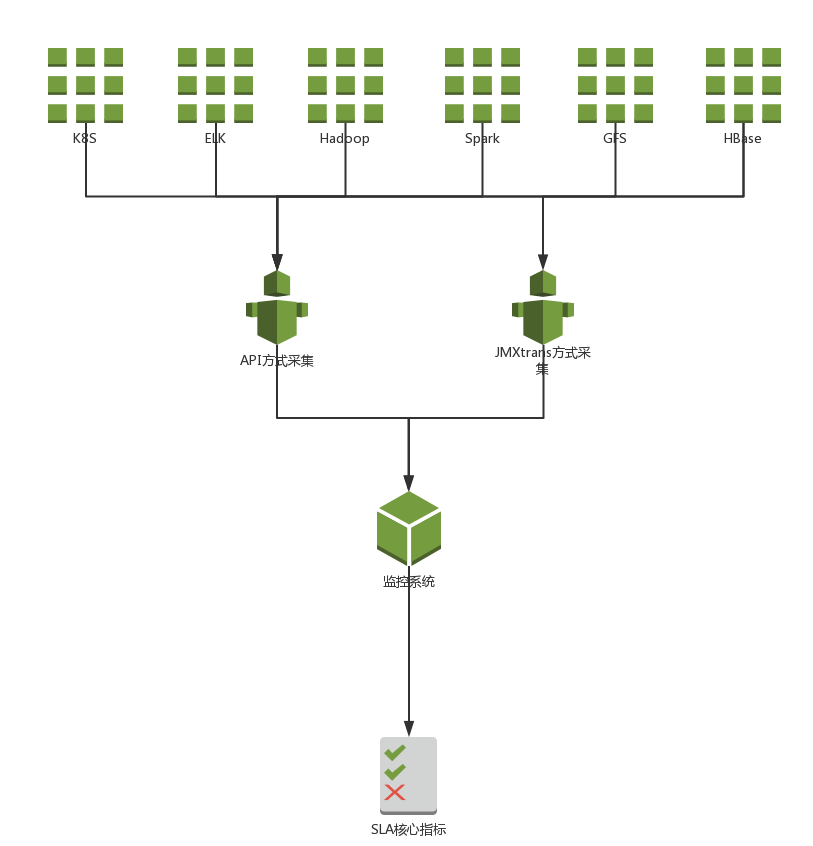 K8S
ELK
Hadoop
Spark
GFS
HBase
API方式采集
JMXtrans方式采
集
监控系统
SLA核心指标